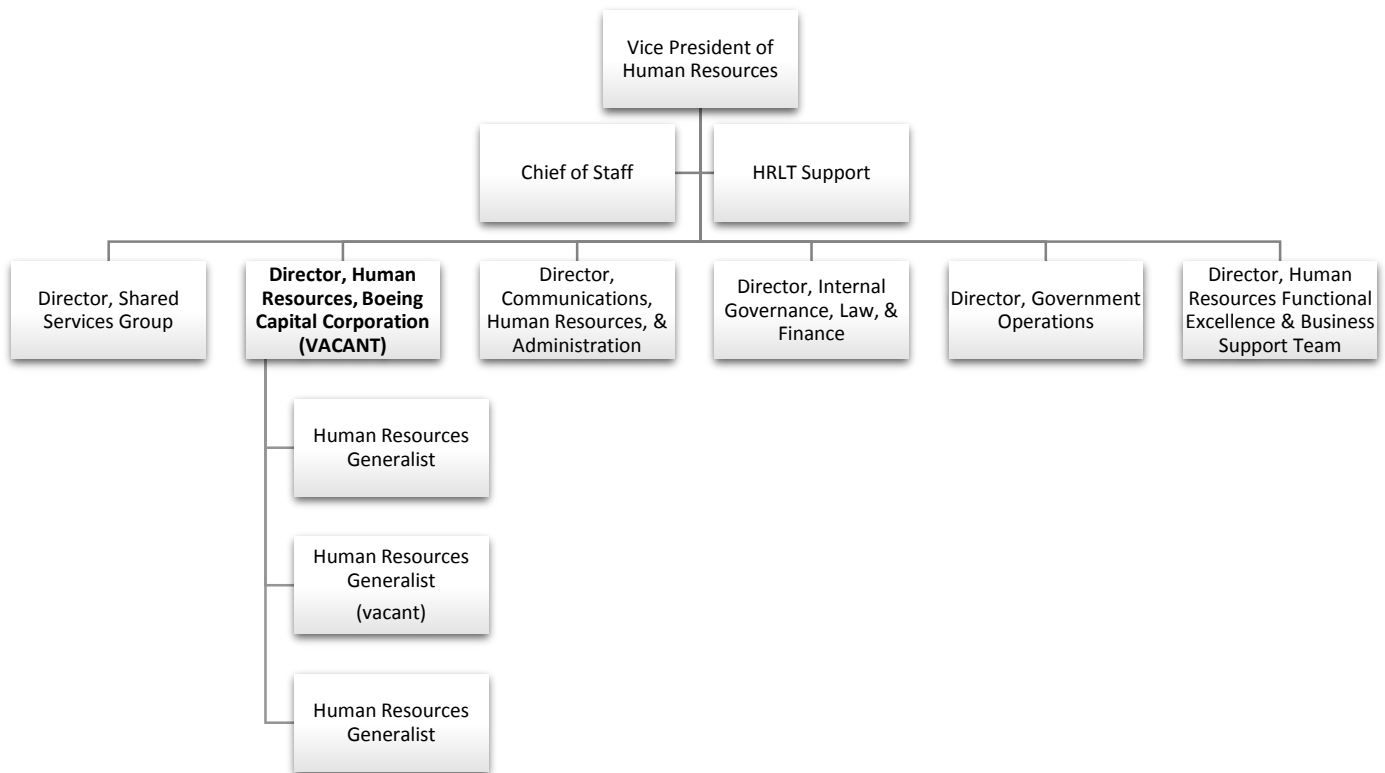 Vice President of
Human Resources
Chief of Staff
HRLT Support
Director, Shared
Services Group
Director, Human
Resources, Boeing
Capital Corporation
(VACANT)
Director,
Communications,
Human Resources, &
Administration
Director, Internal
Governance, Law, &
Finance
Director, Government
Operations
Director, Human
Resources Functional
Excellence & Business
Support Team
Human Resources
Generalist
Human Resources
Generalist
(vacant)
Human Resources
Generalist